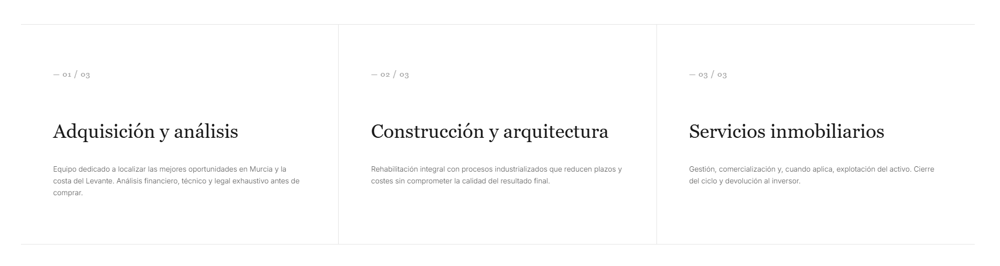 — 01 / 03
Adquisición y análisis
Equipo dedicado a localizar las mejores oportunidades en Murcia y la
costa del Levante. Análisis financiero, técnico y legal exhaustivo antes de
comprar.
— 02 / 03
Construcción y arquitectura
Rehabilitación integral con procesos industrializados que reducen plazos y
costes sin comprometer la calidad del resultado final.
— 03 / 03
Servicios inmobiliarios
Gestión, comercialización y, cuando aplica, explotación del activo. Cierre
del ciclo y devolución al inversor.